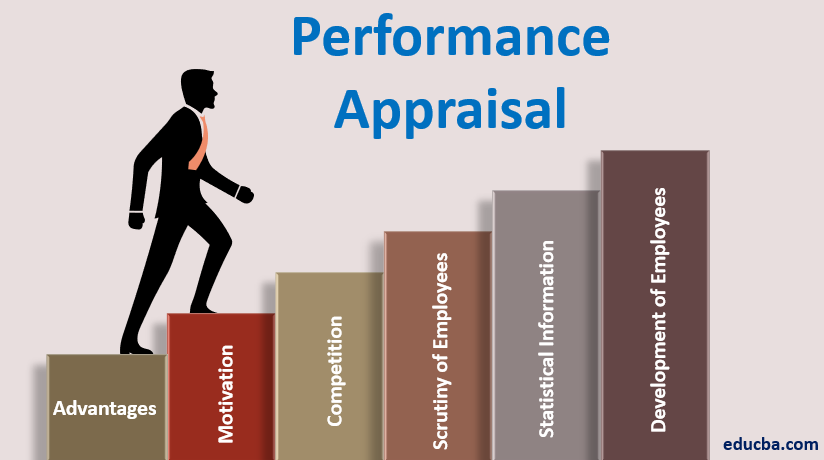 Performance
Appraisal
Advantages
Motivation
Competition
Scrutiny of Employees
Statistical Information
Development of Employees
educba.com